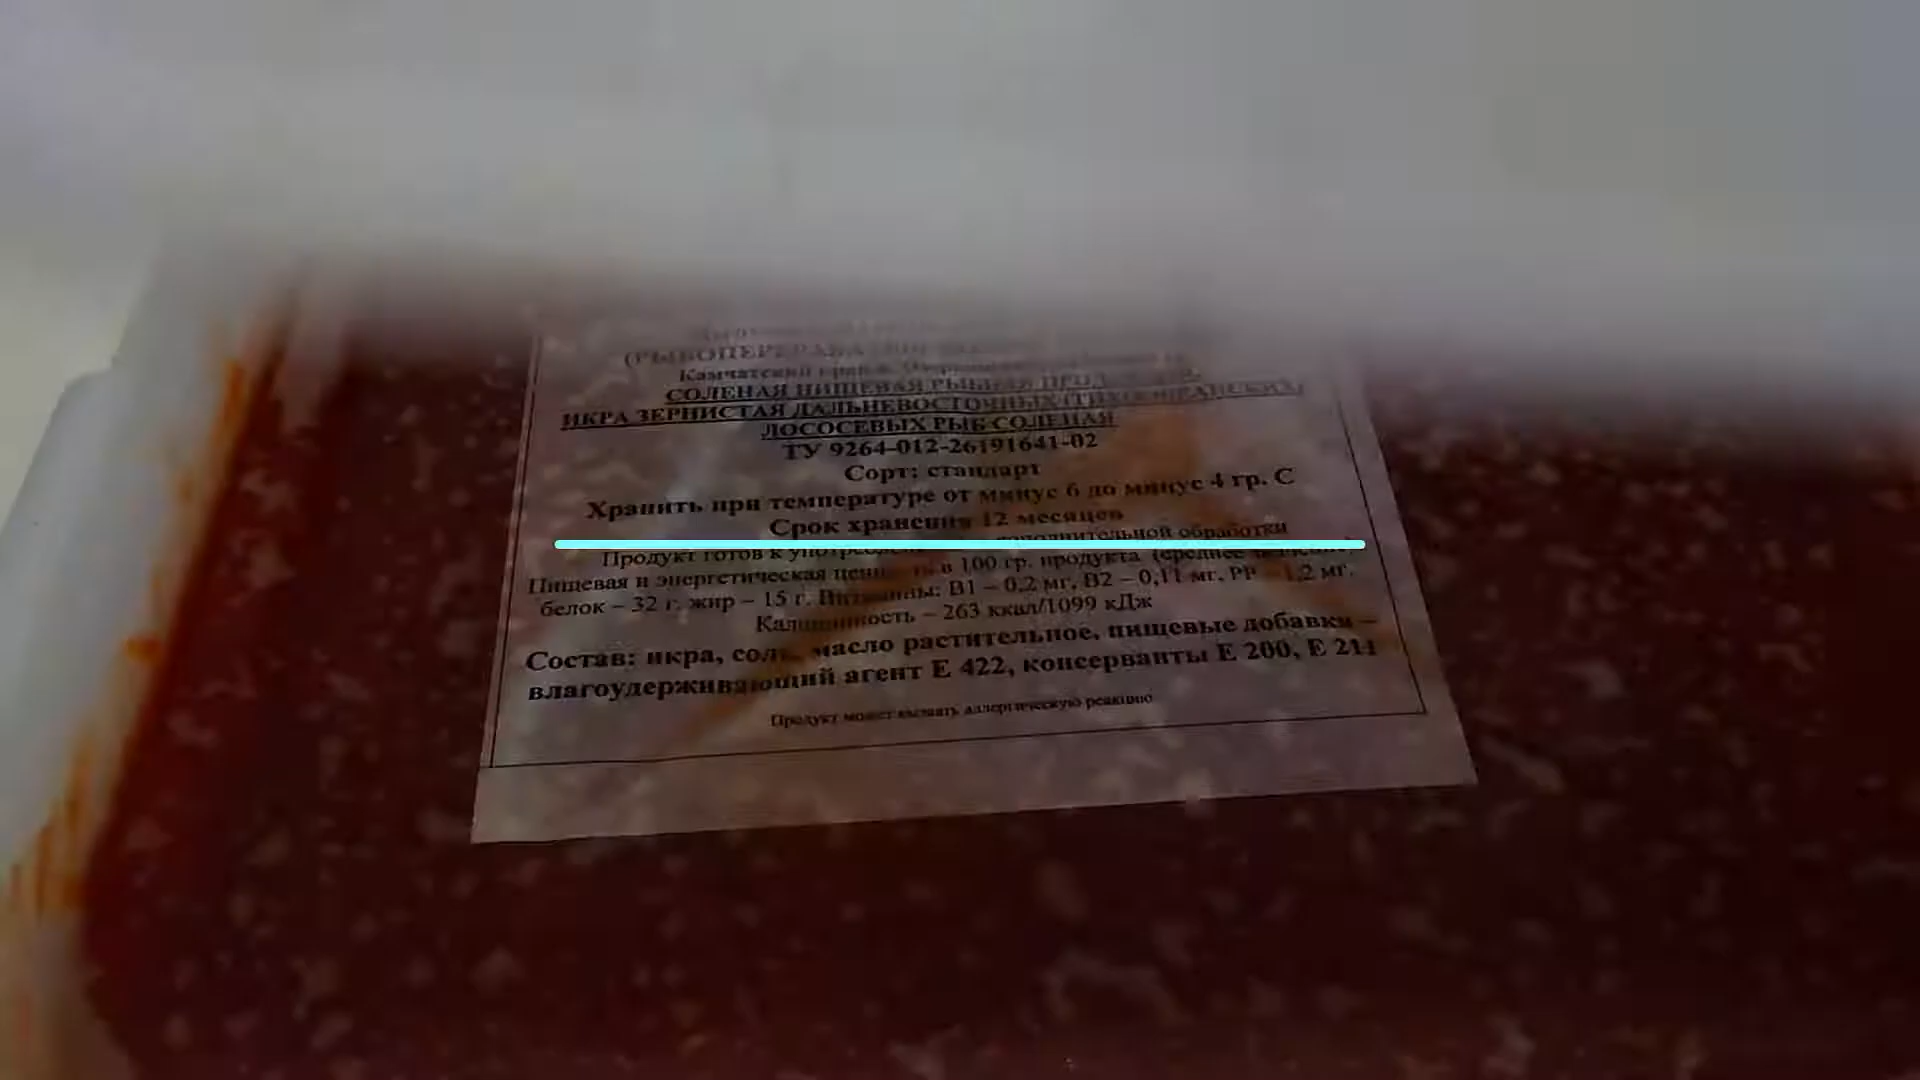 (РЫБОПЕРЕРАБА
Камчатский край
СОЛЕНАЯ ПИЩЕВАЯ РЫБНАЯ
ИКРА ЗЕРНИСТАЯ ДАЛЬНЕВОСТОЧНЫХ (ТИХООКЕАНСКИХ)
ЛОСОСЕВЫХ РЫБ СОЛЕНАЯ
ТУ 9264-012-26191641-02
Сорт: стандарт
Хранить при температуре от минус 6 до минус 4 гр. С
Срок хранения 12 месяцев
Продукт готов к дополнительной обработки
Пищевая и энергетическая ценность в 100 гр. продукта (среднее
белок – 32 г. жир – 15 г. Витамины: В1 – 0,2 мг, В2 – 0,11 мг, РР – 1,2 мг.
Калорийность – 263 ккал/1099 кДж
Состав: икра, соль, масло растительное, пищевые добавки –
влагоудерживающий агент Е 422, консерванты Е 200, Е 211
Продукт может вызвать аллергическую реакцию